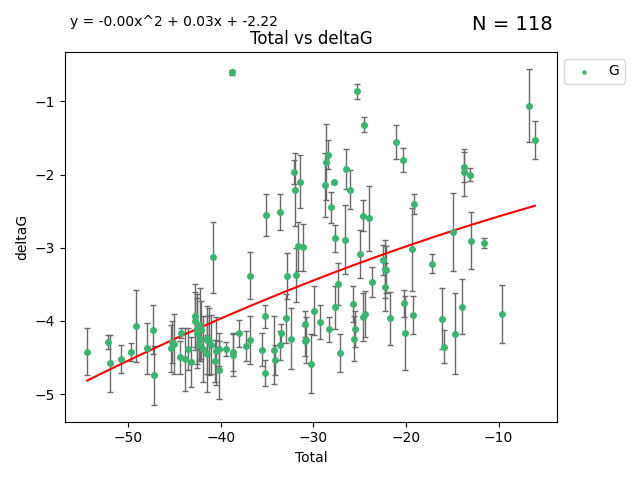 y = -0.00x^2 + 0.03x + -2.22
N = 118
Total vs deltaG
G
−1
−2
−3
−4
−5
deltaG
−50 −40 −30 −20 −10
Total